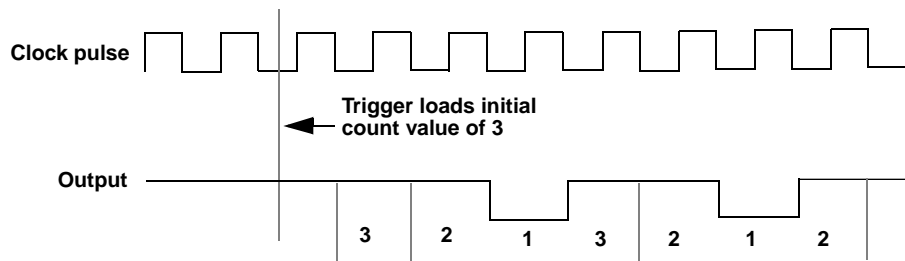 Clock pulse
Trigger loads initial
count value of 3
Output
3 2 1 3 2 1 2